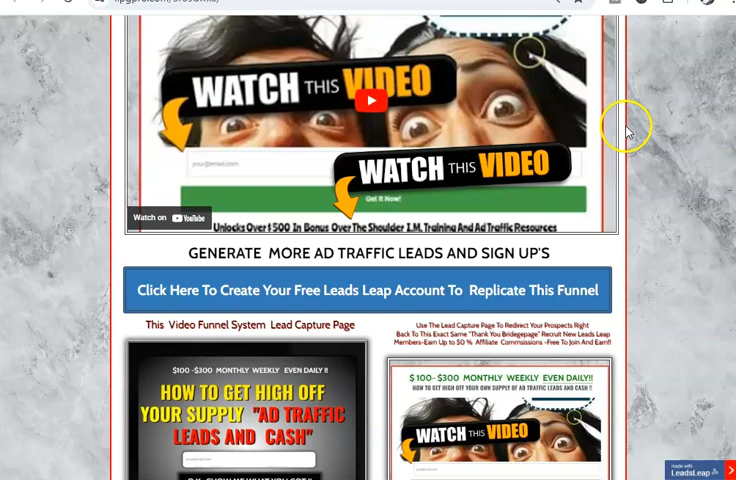 WATCH THIS VIDEO
your@email.com
WATCH THIS VIDEO
Get It Now!
Watch on YouTube
Unlocks Over $500 In Bonus Over The Shoulder I.M. Training And Ad Traffic Resources
GENERATE MORE AD TRAFFIC LEADS AND SIGN UP'S
Click Here To Create Your Free Leads Leap Account To Replicate This Funnel
This Video Funnel System Lead Capture Page
$100 -$300 MONTHLY WEEKLY EVEN DAILY !!
HOW TO GET HIGH OFF
YOUR SUPPLY "AD TRAFFIC
LEADS AND CASH"
Use The Lead Capture Page To Redirect Your Prospects Right
Back To This Exact Same "Thank You Bridegepage" Recruit New Leads Leap
Members-Earn Up to 50 % Affiliate Commsissions -Free To Join And Earn!!
$ 100- $300 MONTHLY WEEKLY EVEN DAILY!!
HOW TO GET HIGH OFF YOUR OWN SUPPLY OF AD TRAFFIC LEADS AND CASH
WATCH THIS VIDEO
made with
LeadsLeap